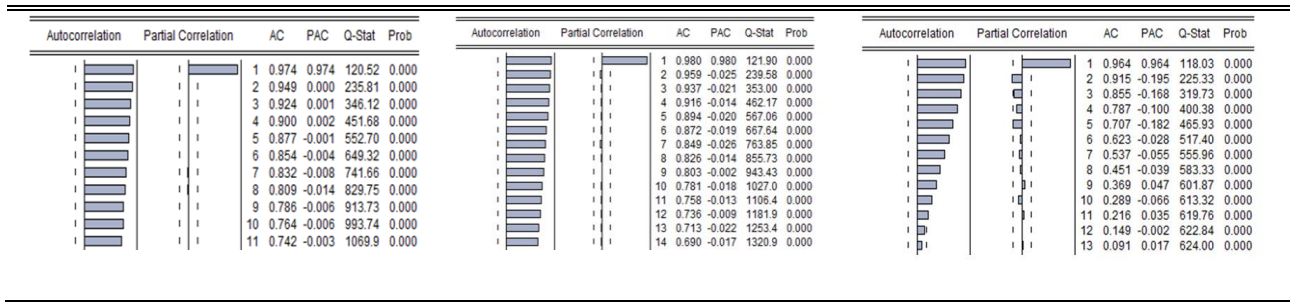 Autocorrelation Partial Correlation AC PAC Q-Stat Prob
1 0.974 0.974 120.52 0.000
2 0.949 0.000 235.81 0.000
3 0.924 0.001 346.12 0.000
4 0.900 0.002 451.68 0.000
5 0.877 -0.001 552.70 0.000
6 0.854 -0.004 649.32 0.000
7 0.832 -0.008 741.66 0.000
8 0.809 -0.014 829.75 0.000
9 0.786 -0.006 913.73 0.000
10 0.764 -0.006 993.74 0.000
11 0.742 -0.003 1069.9 0.000
Autocorrelation Partial Correlation AC PAC Q-Stat Prob
1 0.980 0.980 121.90 0.000
2 0.959 -0.025 239.58 0.000
3 0.937 -0.021 353.00 0.000
4 0.916 -0.014 462.17 0.000
5 0.894 -0.020 567.06 0.000
6 0.872 -0.019 667.64 0.000
7 0.849 -0.026 763.85 0.000
8 0.826 -0.014 855.73 0.000
9 0.803 -0.002 943.43 0.000
10 0.781 -0.018 1027.0 0.000
11 0.758 -0.013 1106.4 0.000
12 0.736 -0.009 1181.9 0.000
13 0.713 -0.022 1253.4 0.000
14 0.690 -0.017 1320.9 0.000
Autocorrelation Partial Correlation AC PAC Q-Stat Prob
1 0.964 0.964 118.03 0.000
2 0.915 -0.195 225.33 0.000
3 0.855 -0.168 319.73 0.000
4 0.787 -0.100 400.38 0.000
5 0.707 -0.182 465.93 0.000
6 0.623 -0.028 517.40 0.000
7 0.537 -0.055 555.96 0.000
8 0.451 -0.039 583.33 0.000
9 0.369 0.047 601.87 0.000
10 0.289 -0.066 613.32 0.000
11 0.216 0.035 619.76 0.000
12 0.149 -0.002 622.84 0.000
13 0.091 0.017 624.00 0.000